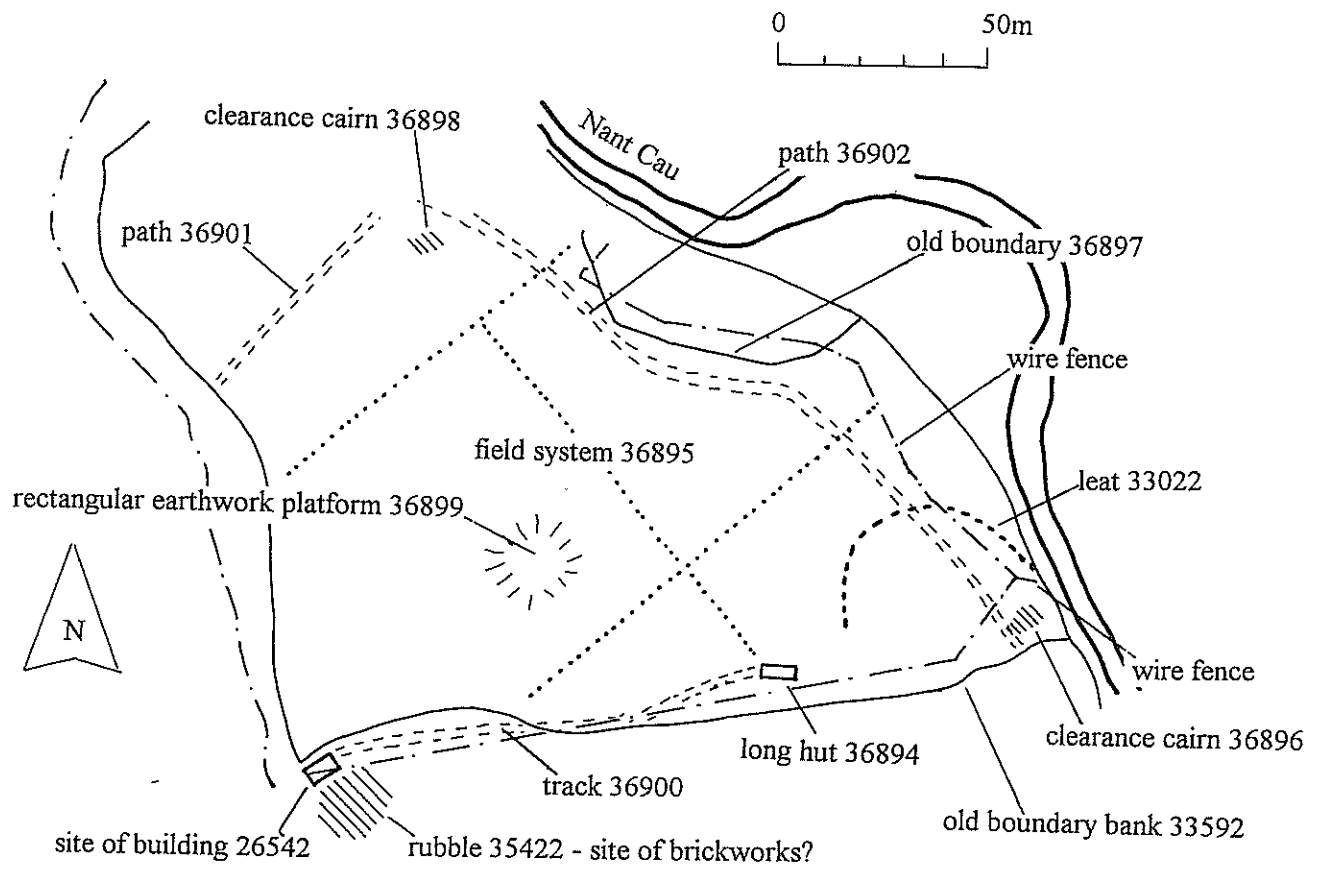 0 50m
clearance cairn 36898
Nant Cau
path 36902
path 36901
old boundary 36897
wire fence
field system 36895
leat 33022
rectangular earthwork platform 36899
N
wire fence
long hut 36894
clearance cairn 36896
track 36900
old boundary bank 33592
site of building 26542
rubble 35422 - site of brickworks?